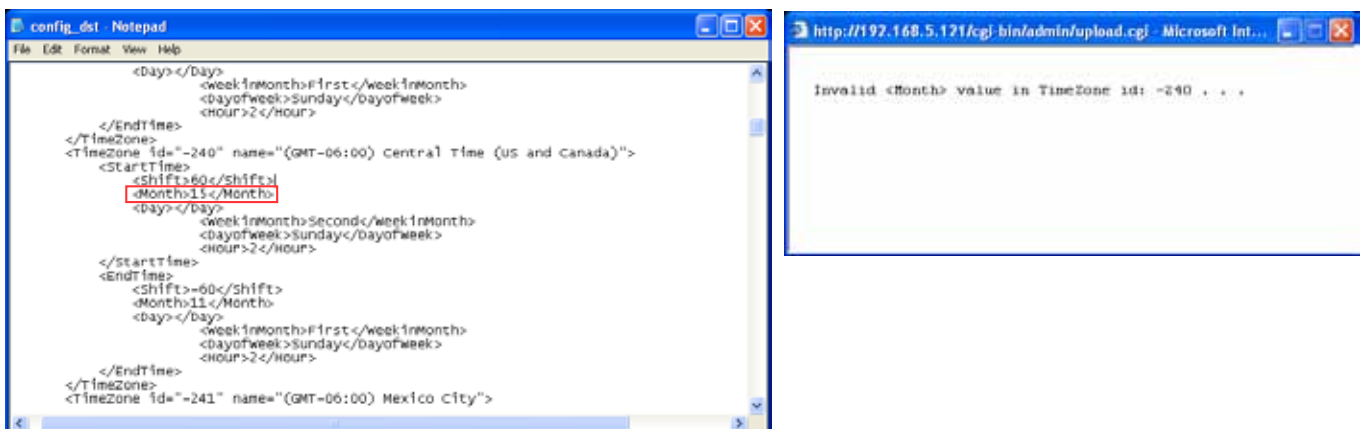 config_dst - Notepad
File Edit Format View Help
<Day></Day>
<WeekInMonth>First</WeekInMonth>
<DayofWeek>Sunday</DayofWeek>
<Hour>2</Hour>
</EndTime>
</TimeZone>
<TimeZone id="-240" name="(GMT-06:00) Central Time (US and Canada)">
<StartTime>
<Shift>60</Shift>
<Month>15</Month>
<Day></Day>
<WeekInMonth>Second</WeekInMonth>
<DayofWeek>Sunday</DayofWeek>
<Hour>2</Hour>
</StartTime>
<EndTime>
<Shift>-60</Shift>
<Month>11</Month>
<Day></Day>
<WeekInMonth>First</WeekInMonth>
<DayofWeek>Sunday</DayofWeek>
<Hour>2</Hour>
</EndTime>
</TimeZone>
<TimeZone id="-241" name="(GMT-06:00) Mexico City">
http://192.168.5.121/cgi-bin/admin/upload.cgi - Microsoft Int...
Invalid <Month> value in TimeZone id: -240 . . .